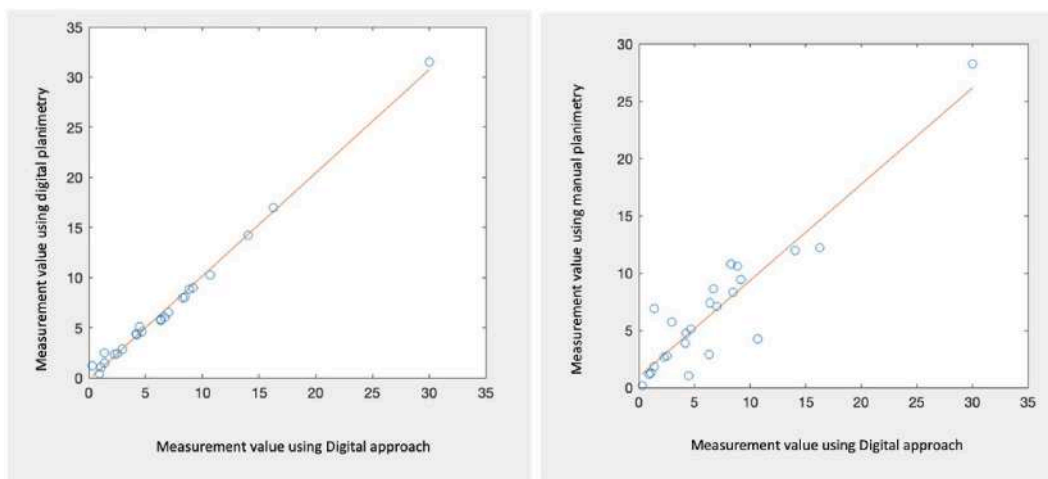 35
30
25
20
15
10
5
0
Measurement value using digital planimetry
0 5 10 15 20 25 30 35
Measurement value using Digital approach
30
25
20
15
10
5
0
Measurement value using manual planimetry
0 5 10 15 20 25 30 35
Measurement value using Digital approach